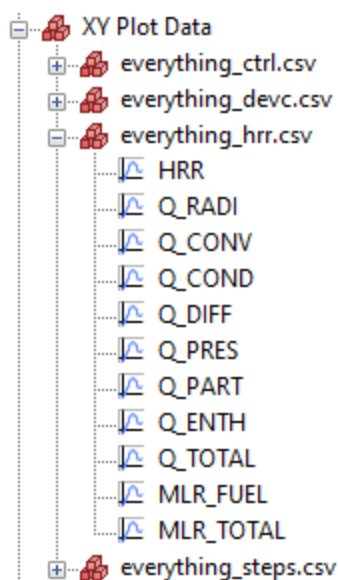 XY Plot Data
everything_ctrl.csv
everything_devc.csv
everything_hrr.csv
HRR
Q_RADI
Q_CONV
Q_COND
Q_DIFF
Q_PRES
Q_PART
Q_ENTH
Q_TOTAL
MLR_FUEL
MLR_TOTAL
everything_steps.csv